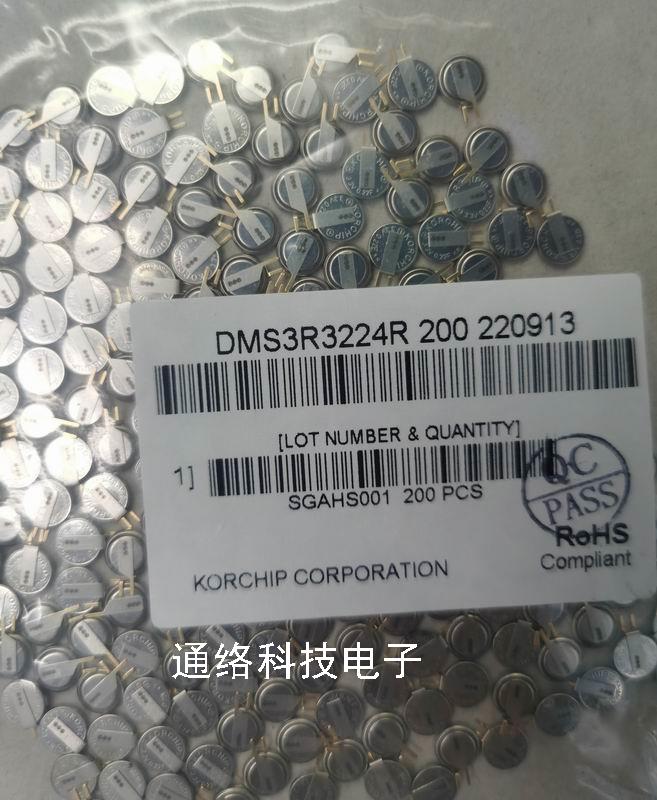 DMS3R3224R 200 220913
[LOT NUMBER & QUANTITY]
1]
SGAHS001 200 PCS
QC
PASS
RoHS
Compliant
KORCHIP CORPORATION
通络科技电子